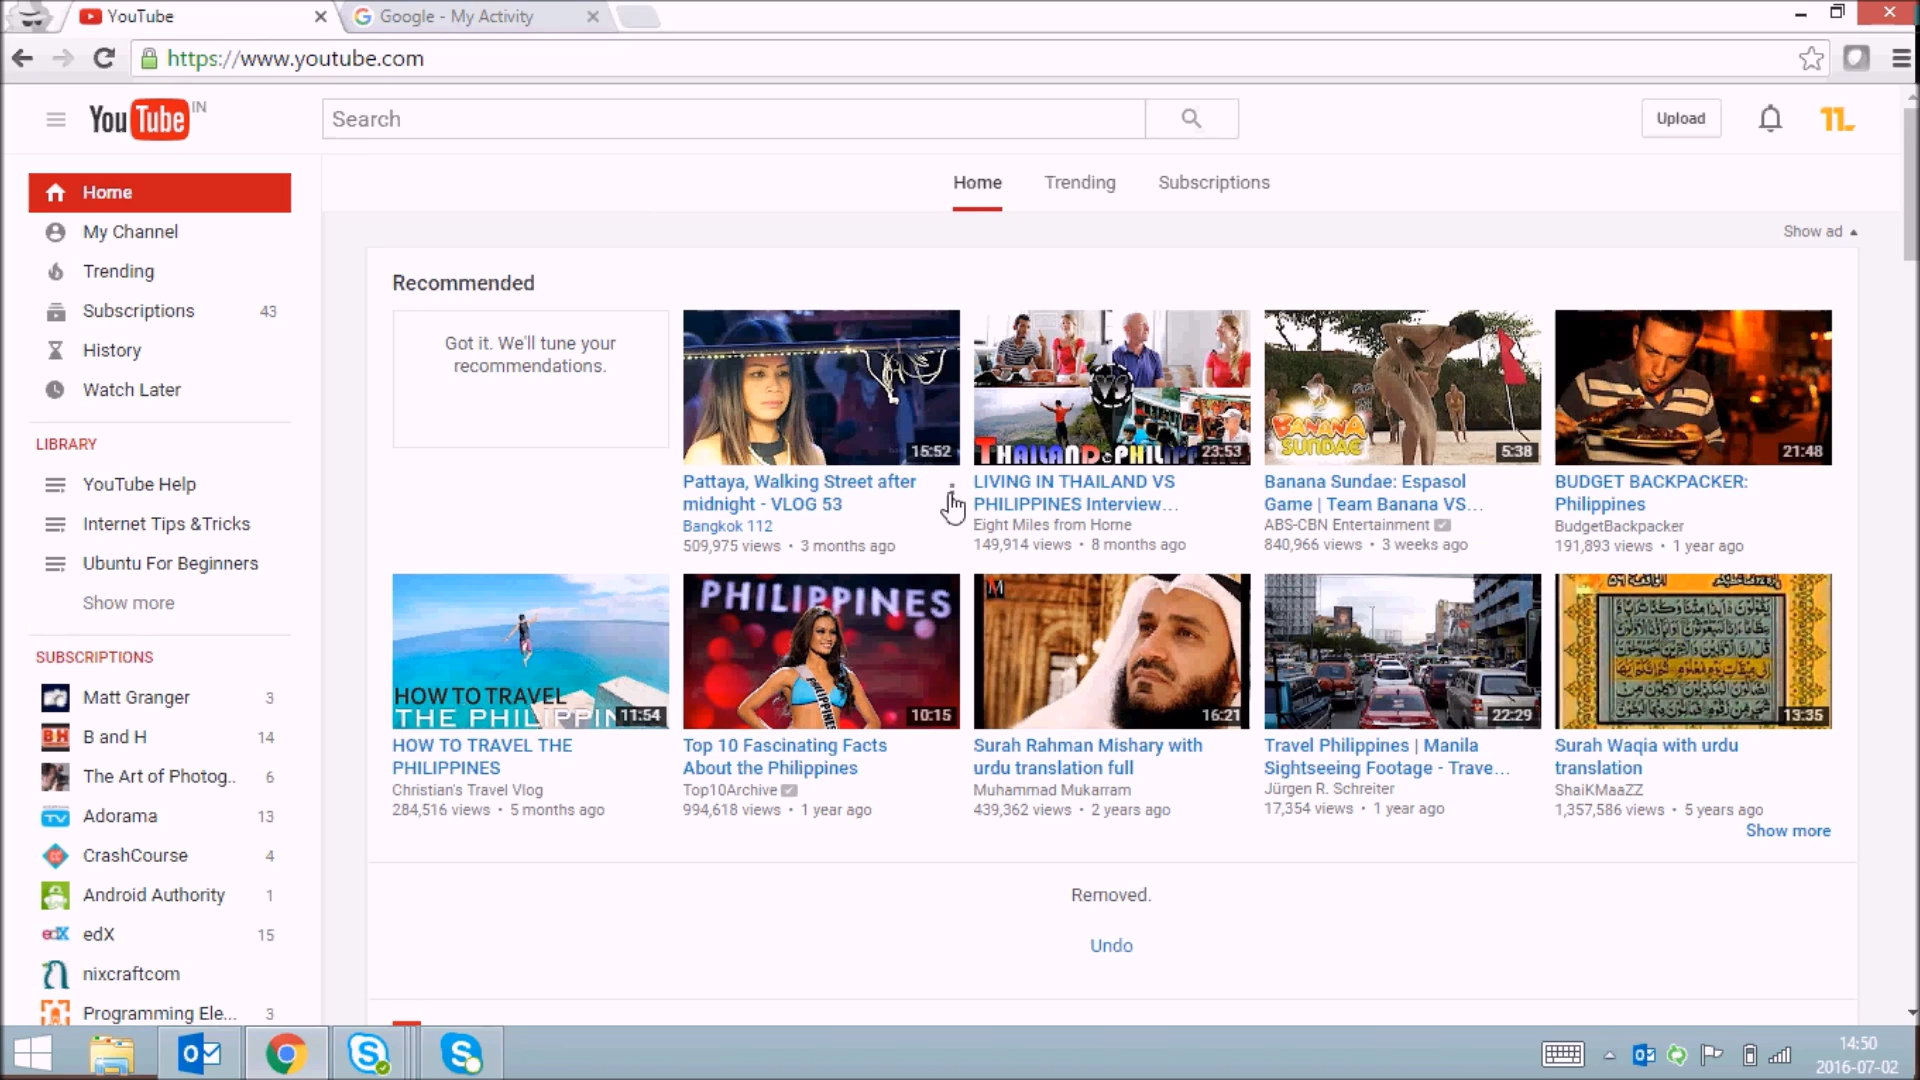 YouTube
Google - My Activity
https://www.youtube.com
YouTube IN
Search
Upload
Home
Trending
Subscriptions
Show ad
Home
My Channel
Trending
Subscriptions 43
History
Watch Later
LIBRARY
YouTube Help
Internet Tips &Tricks
Ubuntu For Beginners
Show more
SUBSCRIPTIONS
Matt Granger 3
B and H 14
The Art of Photog.. 6
Adorama 13
CrashCourse 4
Android Authority 1
edX 15
nixcraftcom
Programming Ele... 3
Recommended
Got it. We'll tune your
recommendations.
15:52
Pattaya, Walking Street after
midnight - VLOG 53
Bangkok 112
509,975 views • 3 months ago
VS
23:53
LIVING IN THAILAND VS
PHILIPPINES Interview...
Eight Miles from Home
149,914 views • 8 months ago
BANANA
SUNDAE
5:38
Banana Sundae: Espasol
Game | Team Banana VS...
ABS-CBN Entertainment
840,966 views • 3 weeks ago
21:48
BUDGET BACKPACKER:
Philippines
BudgetBackpacker
191,893 views • 1 year ago
HOW TO TRAVEL
THE PHILIPPIN
11:54
HOW TO TRAVEL THE
PHILIPPINES
Christian's Travel Vlog
284,516 views • 5 months ago
PHILIPPINES
PHILIPPINES
10:15
Top 10 Fascinating Facts
About the Philippines
Top10Archive
994,618 views • 1 year ago
M
16:21
Surah Rahman Mishary with
urdu translation full
Muhammad Mukarram
439,362 views • 2 years ago
22:29
Travel Philippines | Manila
Sightseeing Footage - Trave...
Jürgen R. Schreiter
17,354 views • 1 year ago
13:35
Surah Waqia with urdu
translation
ShaiKMaaZZ
1,357,586 views • 5 years ago
Show more
Removed.
Undo
14:50
2016-07-02